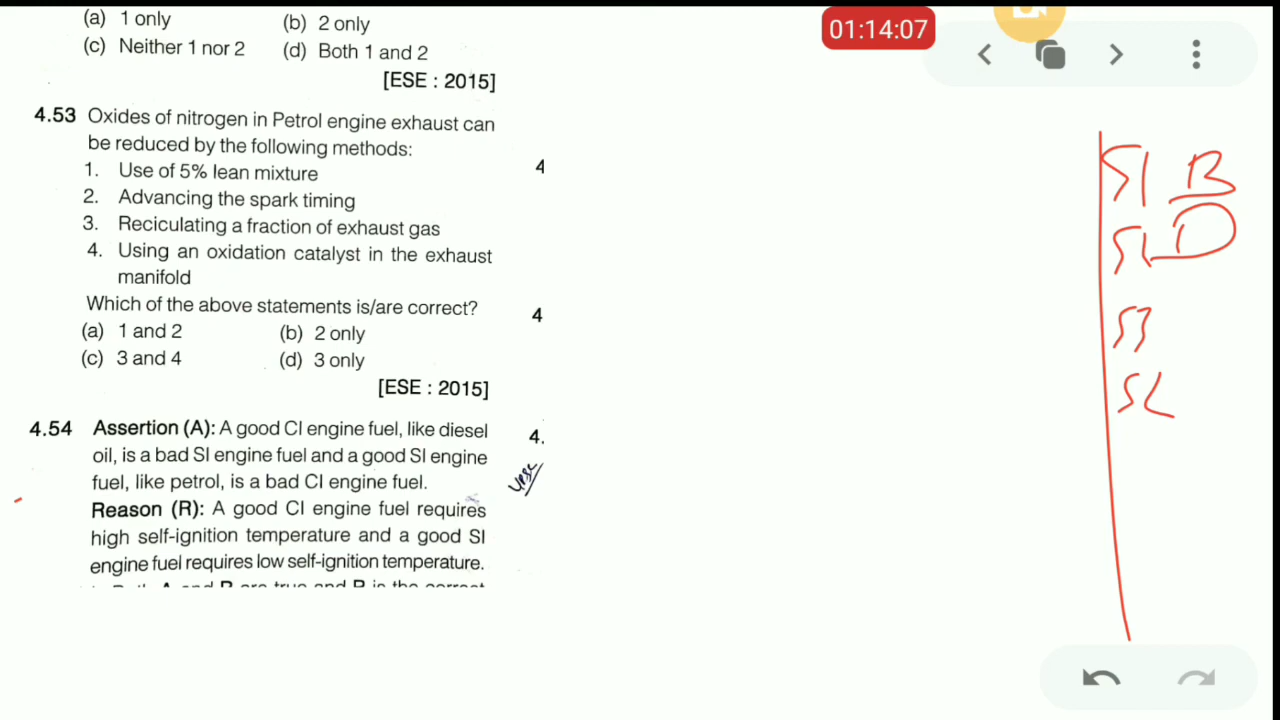 (a) 1 only (b) 2 only
(c) Neither 1 nor 2 (d) Both 1 and 2
[ESE : 2015]
4.53 Oxides of nitrogen in Petrol engine exhaust can
be reduced by the following methods:
1. Use of 5% lean mixture
2. Advancing the spark timing
3. Reciculating a fraction of exhaust gas
4. Using an oxidation catalyst in the exhaust
manifold
Which of the above statements is/are correct?
(a) 1 and 2 (b) 2 only
(c) 3 and 4 (d) 3 only
[ESE : 2015]
4.54 Assertion (A): A good CI engine fuel, like diesel
oil, is a bad SI engine fuel and a good SI engine
fuel, like petrol, is a bad CI engine fuel.
Reason (R): A good CI engine fuel requires
high self-ignition temperature and a good SI
engine fuel requires low self-ignition temperature.
4
4
4.
UPSC
01:14:07
51 B
D
53